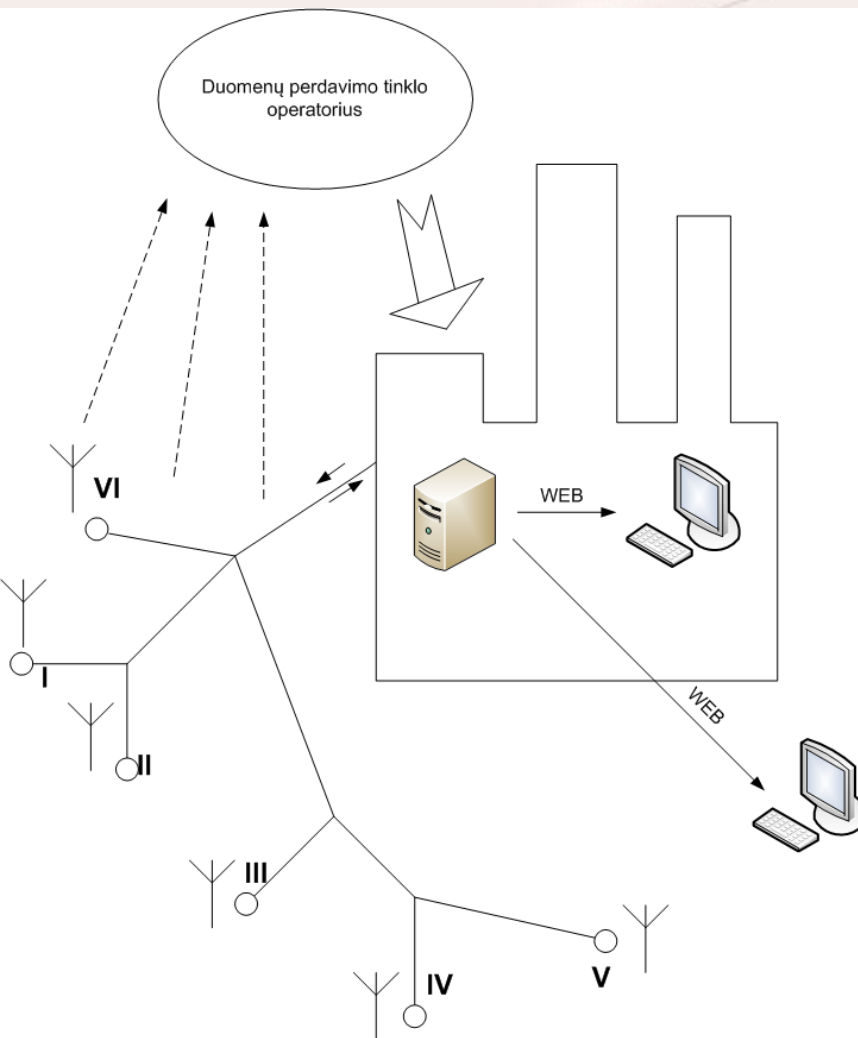 Duomenų perdavimo tinklo
operatorius
VI
WEB
I
WEB
II
III
IV
V